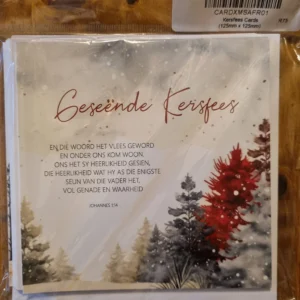 CARDXMSAFR01
Kersfees Cards
(125mm x 125mm)
Geseënde Kersfees
EN DIE WOORD HET VLEES GEWORD
EN ONDER ONS KOM WOON.
ONS HET SY HEERLIKHEID GESIEN,
DIE HEERLIKHEID WAT HY AS DIE ENIGSTE
SEUN VAN DIE VADER HET,
VOL GENADE EN WAARHEID
JOHANNES 1:14